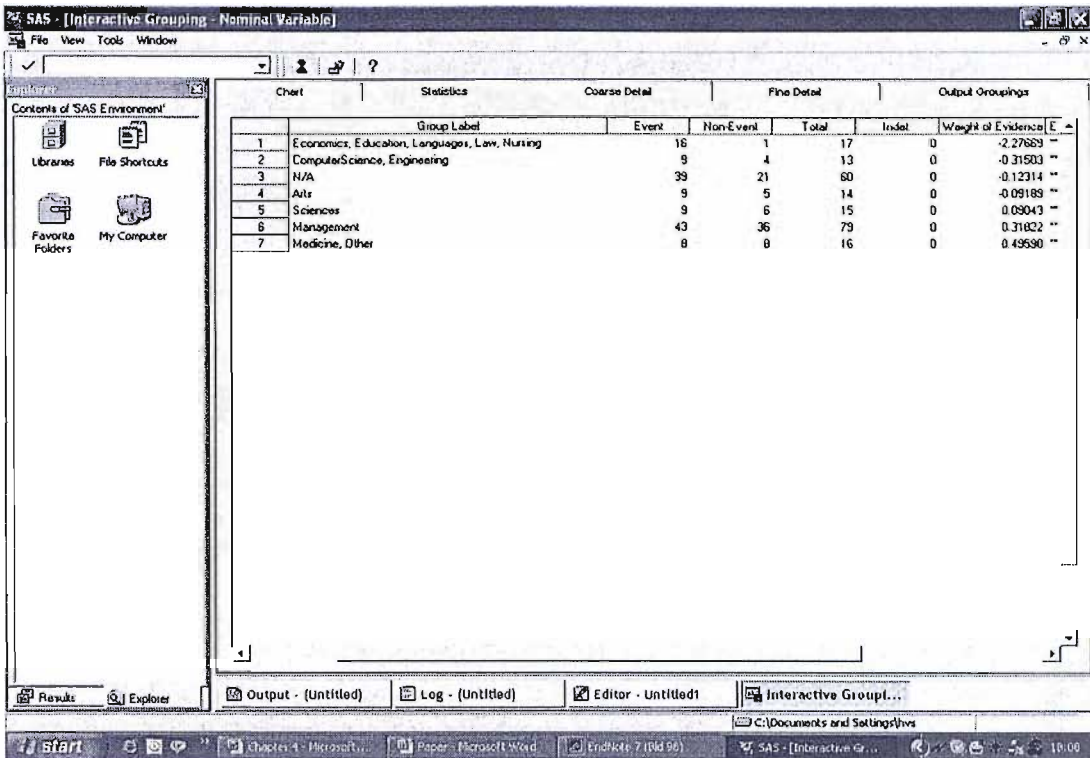 SAS - [Interactive Grouping - Nominal Variable]
File View Tools Window
?
Explorer
Contents of 'SAS Environment'
Libraries File Shortcuts
Favorite Folders My Computer
Chart Statistics Coarse Detail Fine Detail Output Groupings
Group Label Event Non-Event Total Indet Weight of Evidence E
1 Economics, Education, Languages, Law, Nursing 16 1 17 0 -2.27669 "
2 ComputerScience, Engineering 9 4 13 0 -0.31503 "
3 N/A 39 21 60 0 -0.12314 "
4 Arts 9 5 14 0 -0.09189 "
5 Sciences 9 6 15 0 0.09043 "
6 Management 43 36 79 0 0.31822 "
7 Medicine, Other 8 8 16 0 0.49590 "
Results Explorer
Output - (Untitled) Log - (Untitled) Editor - Untitled1 Interactive Groupi...
C:\Documents and Settings\hvs
start Chapter 4 - Microsoft... Paper - Microsoft Word EndNote 7 (Bld 98) SAS - [Interactive Gr... 10:00